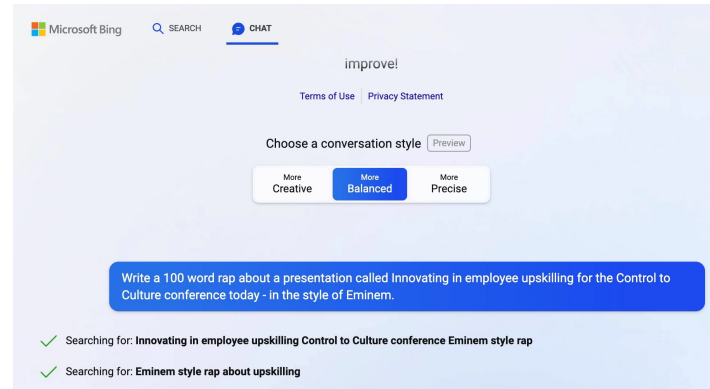 Microsoft Bing SEARCH CHAT
improve!
Terms of Use Privacy Statement
Choose a conversation style Preview
More Creative
More Balanced
More Precise
Write a 100 word rap about a presentation called Innovating in employee upskilling for the Control to
Culture conference today - in the style of Eminem.
Searching for: Innovating in employee upskilling Control to Culture conference Eminem style rap
Searching for: Eminem style rap about upskilling